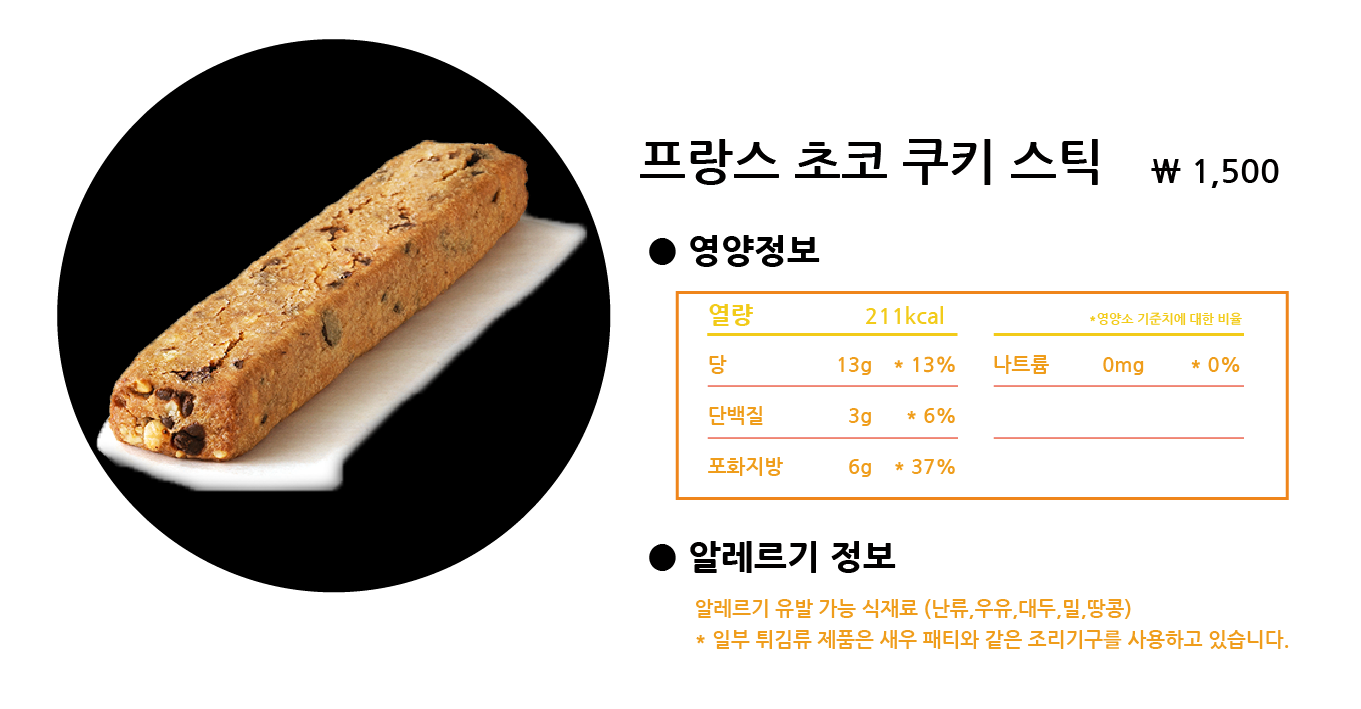 프랑스 초코 쿠키 스틱 ₩ 1,500
● 영양정보
열량 211kcal *영양소 기준치에 대한 비율
당 13g * 13% 나트륨 0mg * 0%
단백질 3g * 6%
포화지방 6g * 37%
● 알레르기 정보
알레르기 유발 가능 식재료 (난류,우유,대두,밀,땅콩)
* 일부 튀김류 제품은 새우 패티와 같은 조리기구를 사용하고 있습니다.